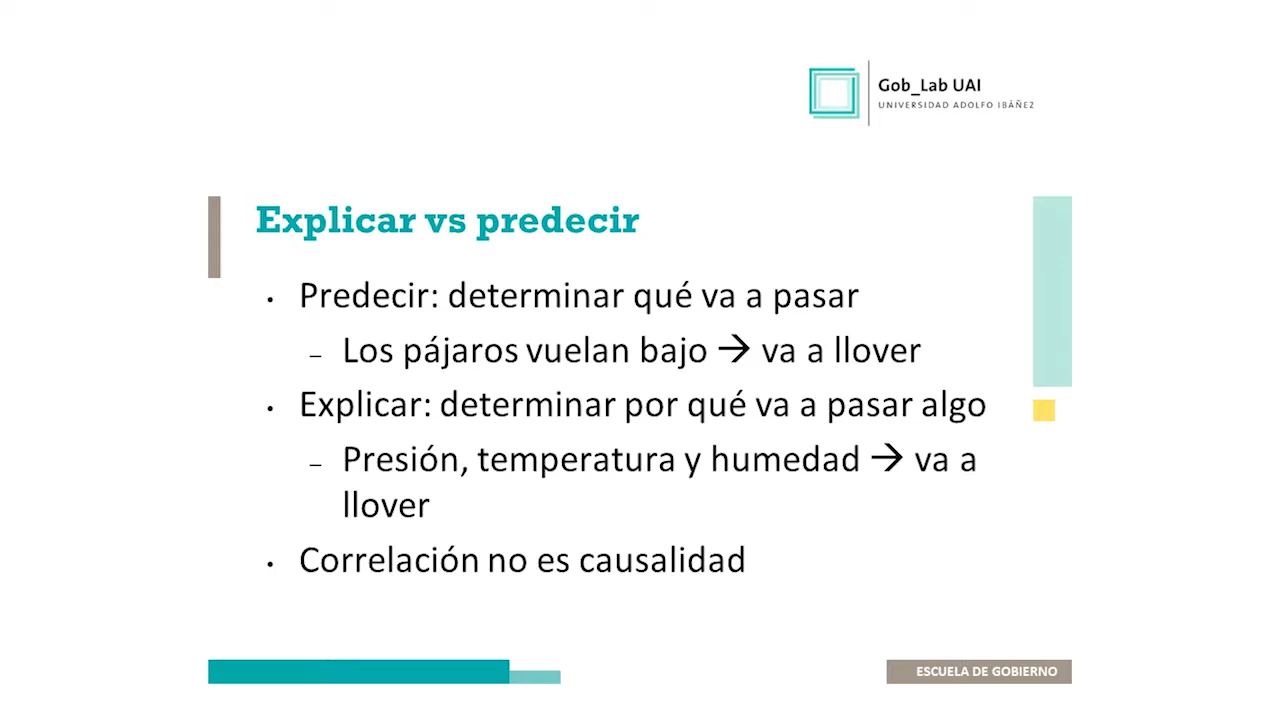 Gob_Lab UAI
UNIVERSIDAD ADOLFO IBÁÑEZ
Explicar vs predecir
• Predecir: determinar qué va a pasar
– Los pájaros vuelan bajo → va a llover
• Explicar: determinar por qué va a pasar algo
– Presión, temperatura y humedad → va a
llover
• Correlación no es causalidad
ESCUELA DE GOBIERNO